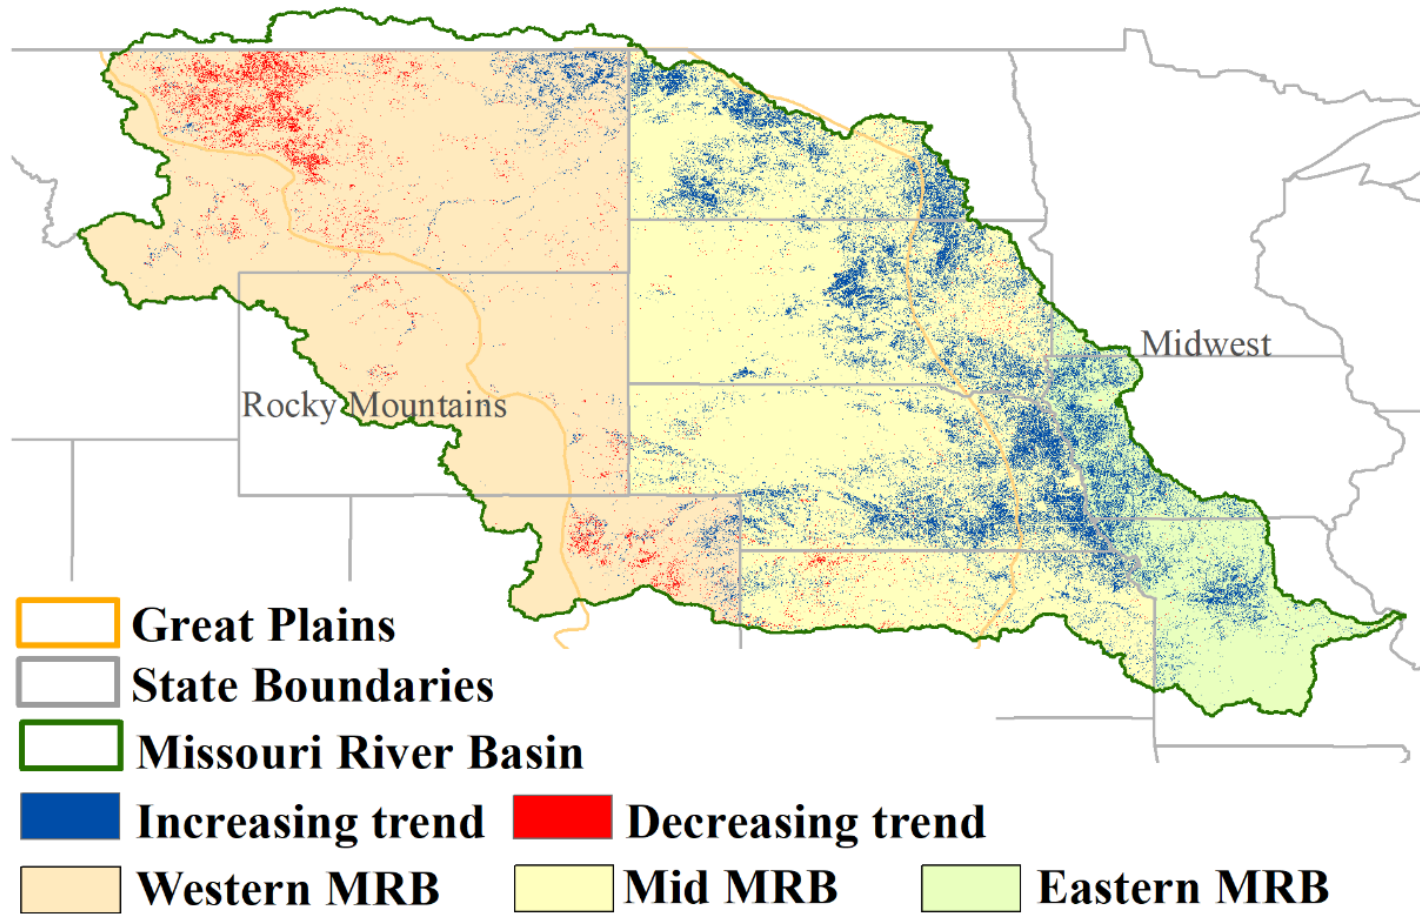 Midwest
Rocky Mountains
Great Plains
State Boundaries
Missouri River Basin
Increasing trend Decreasing trend
Western MRB Mid MRB Eastern MRB